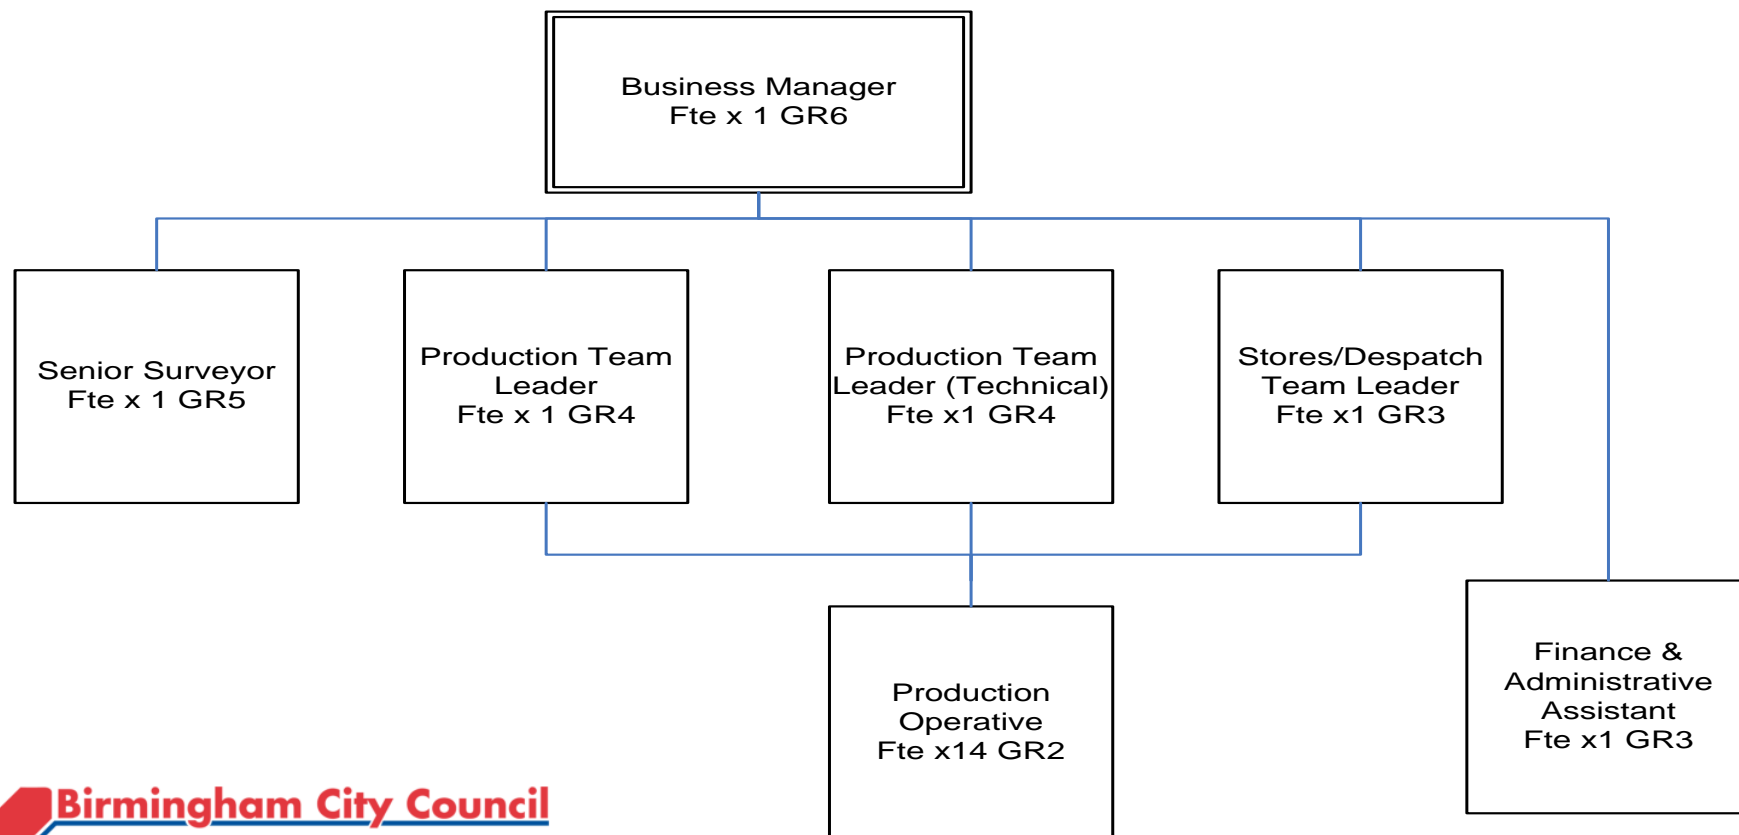 Business Manager
Fte x 1 GR6
Senior Surveyor
Fte x 1 GR5
Production Team
Leader
Fte x 1 GR4
Production Team
Leader (Technical)
Fte x1 GR4
Stores/Despatch
Team Leader
Fte x1 GR3
Production
Operative
Fte x14 GR2
Finance &
Administrative
Assistant
Fte x1 GR3
Birmingham City Council